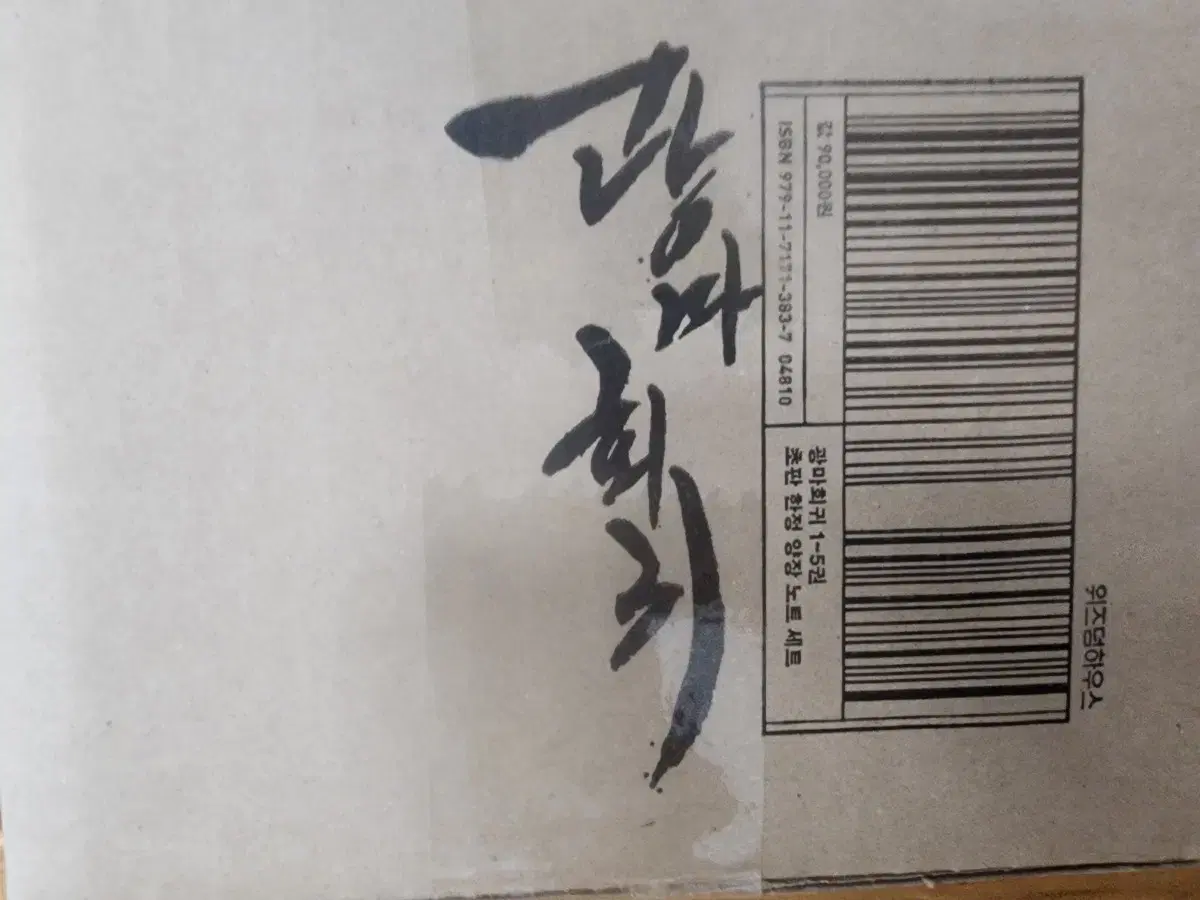 위즈덤하우스
값 90,000원
ISBN 979-11-7171-383-7 04810
광마회귀 1~5권
초판 한정 양장 노트 세트
광마회귀